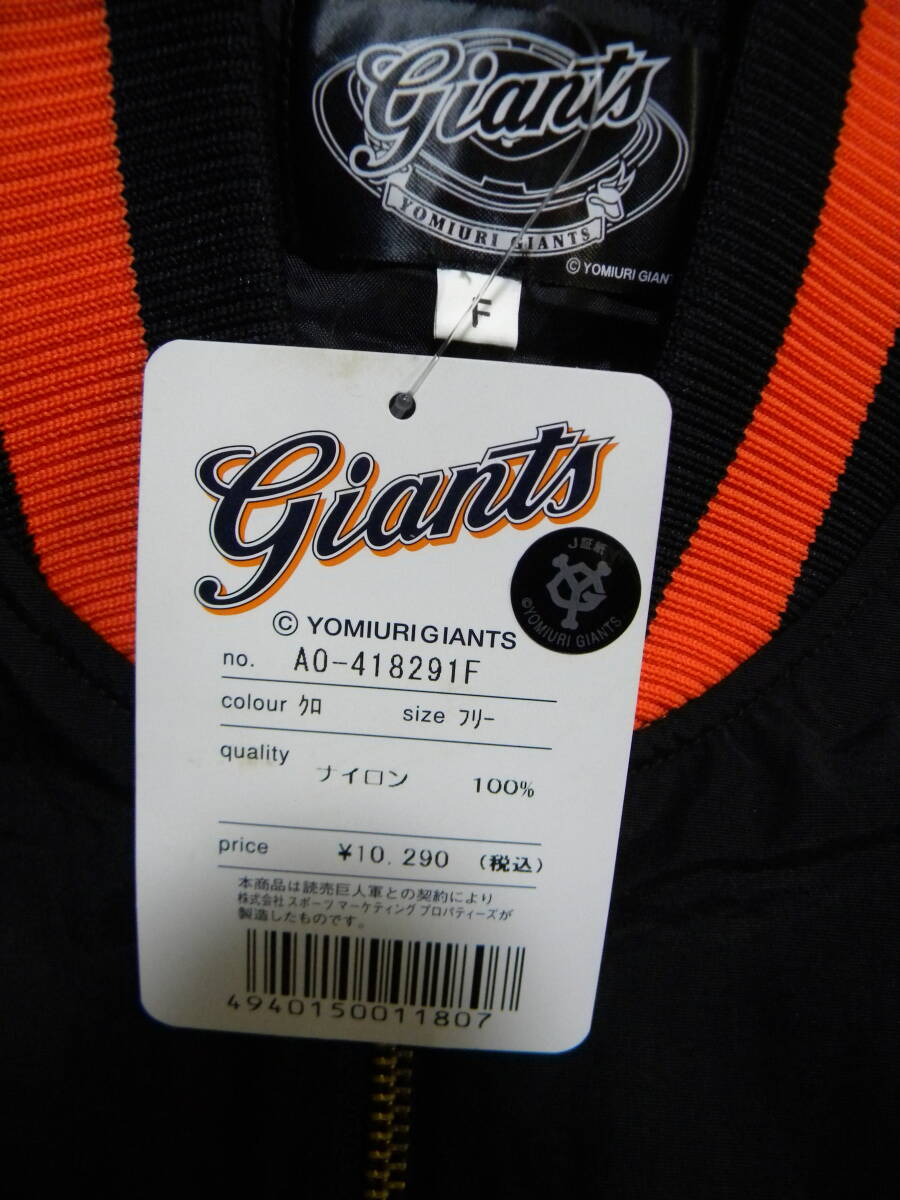 Giants
YOMIURI GIANTS
© YOMIURI GIAN
F
Giants
J証紙
©YOMIURI GIANTS
© YOMIURI GIANTS
no. AO-418291F
colour ｸﾛ size ﾌﾘｰ
quality
ナイロン 100%
price ¥10.290 (税込)
本商品は読売巨人軍との契約により
株式会社 スポーツ マーケティング プロパティーズが
製造したものです。
4940150011807